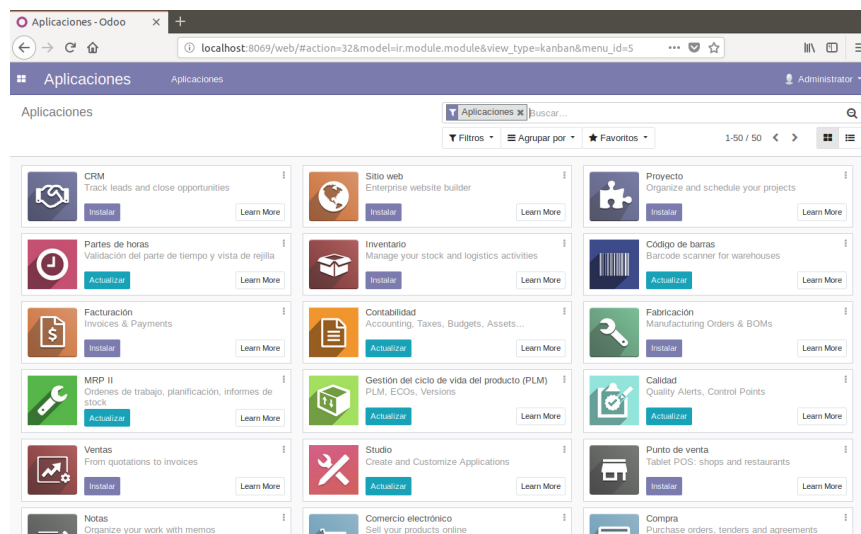 Aplicaciones - Odoo
localhost:8069/web/#action=32&model=ir.module.module&view_type=kanban&menu_id=5
Aplicaciones
Aplicaciones
Administrator
Aplicaciones
Aplicaciones
Buscar...
Filtros
Agrupar por
Favoritos
1-50 / 50
CRM
Track leads and close opportunities
Instalar
Learn More
Sitio web
Enterprise website builder
Instalar
Learn More
Proyecto
Organize and schedule your projects
Instalar
Learn More
Partes de horas
Validación del parte de tiempo y vista de rejilla
Actualizar
Learn More
Inventario
Manage your stock and logistics activities
Instalar
Learn More
Código de barras
Barcode scanner for warehouses
Actualizar
Learn More
Facturación
Invoices & Payments
Instalar
Learn More
Contabilidad
Accounting, Taxes, Budgets, Assets...
Actualizar
Learn More
Fabricación
Manufacturing Orders & BOMs
Instalar
Learn More
MRP II
Ordenes de trabajo, planificación, informes de
stock
Actualizar
Learn More
Gestión del ciclo de vida del producto (PLM)
PLM, ECOs, Versions
Actualizar
Learn More
Calidad
Quality Alerts, Control Points
Actualizar
Learn More
Ventas
From quotations to invoices
Instalar
Learn More
Studio
Create and Customize Applications
Actualizar
Learn More
Punto de venta
Tablet POS: shops and restaurants
Instalar
Learn More
Notas
Organize your work with memos
Comercio electrónico
Sell your products online
Compra
Purchase orders, tenders and agreements